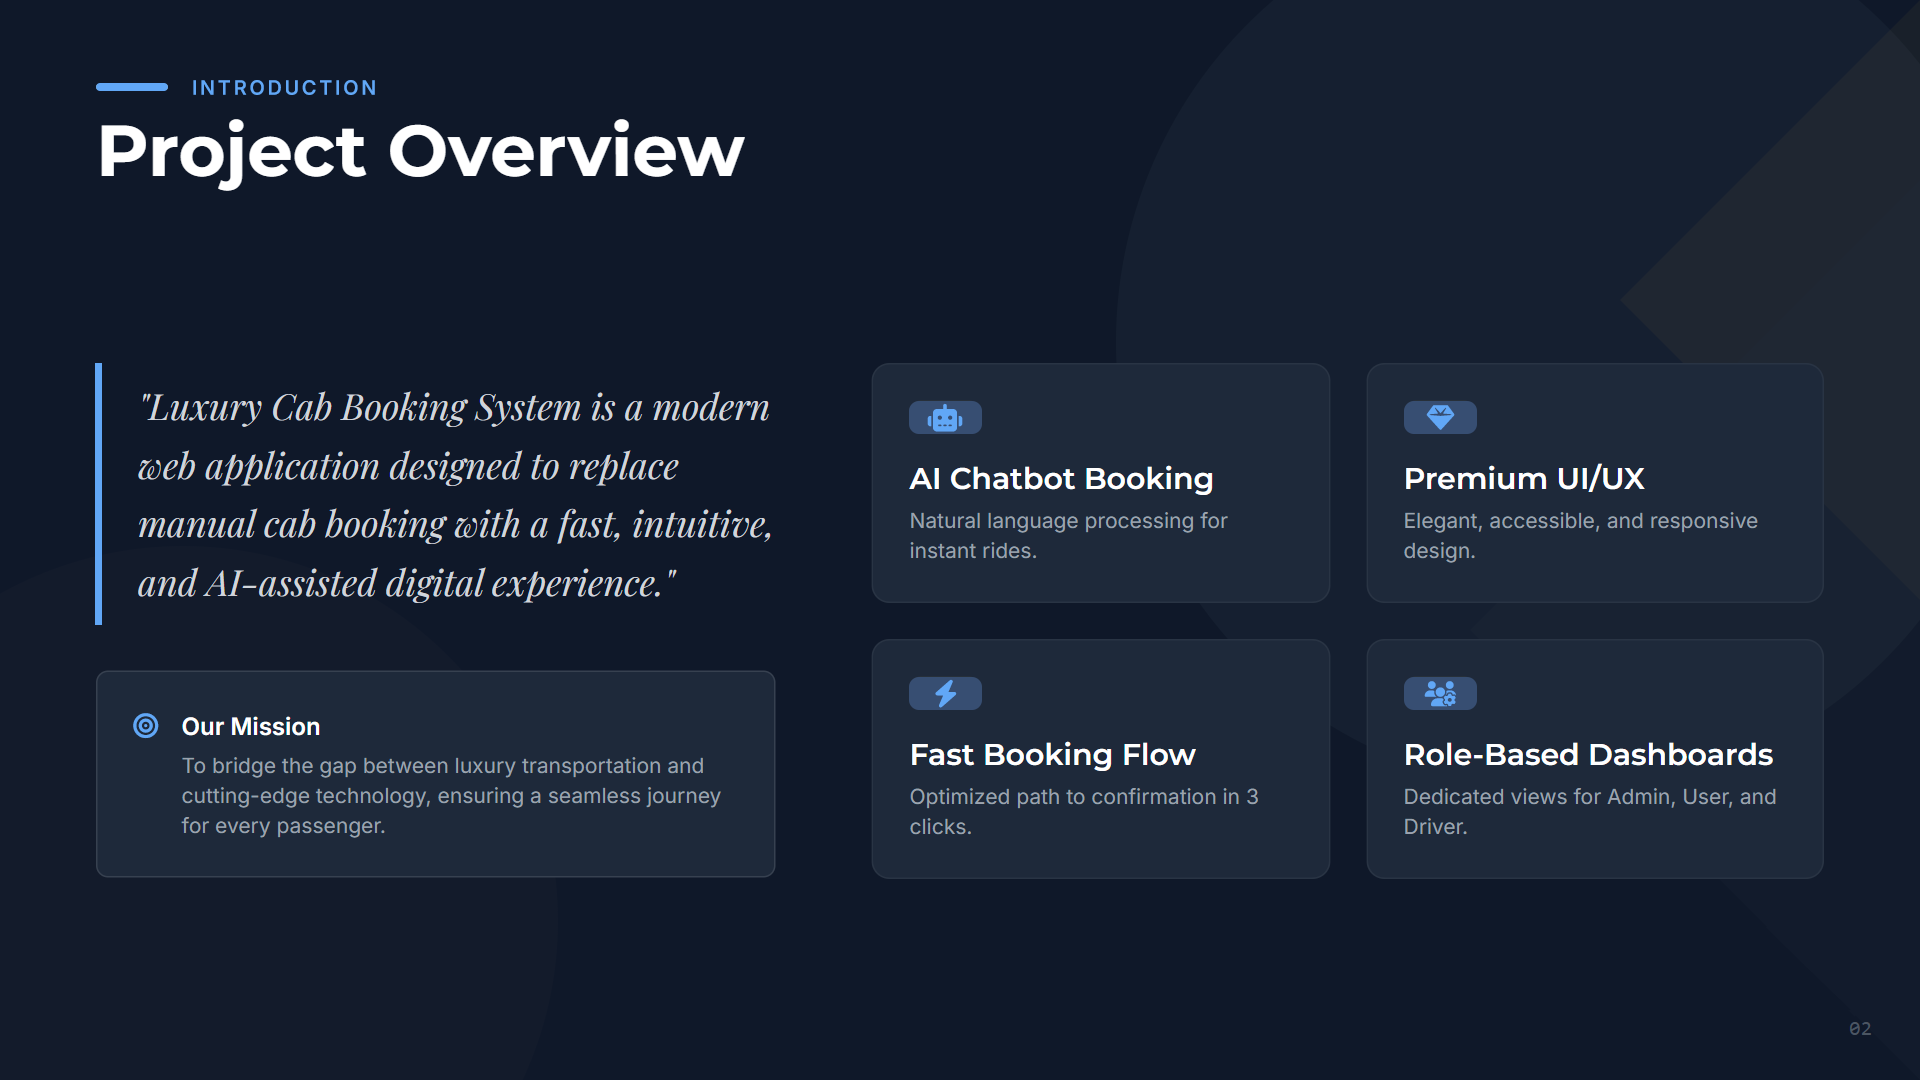 INTRODUCTION
Project Overview
"Luxury Cab Booking System is a modern
web application designed to replace
manual cab booking with a fast, intuitive,
and AI-assisted digital experience."
Our Mission
To bridge the gap between luxury transportation and
cutting-edge technology, ensuring a seamless journey
for every passenger.
AI Chatbot Booking
Natural language processing for
instant rides.
Premium UI/UX
Elegant, accessible, and responsive
design.
Fast Booking Flow
Optimized path to confirmation in 3
clicks.
Role-Based Dashboards
Dedicated views for Admin, User, and
Driver.
02